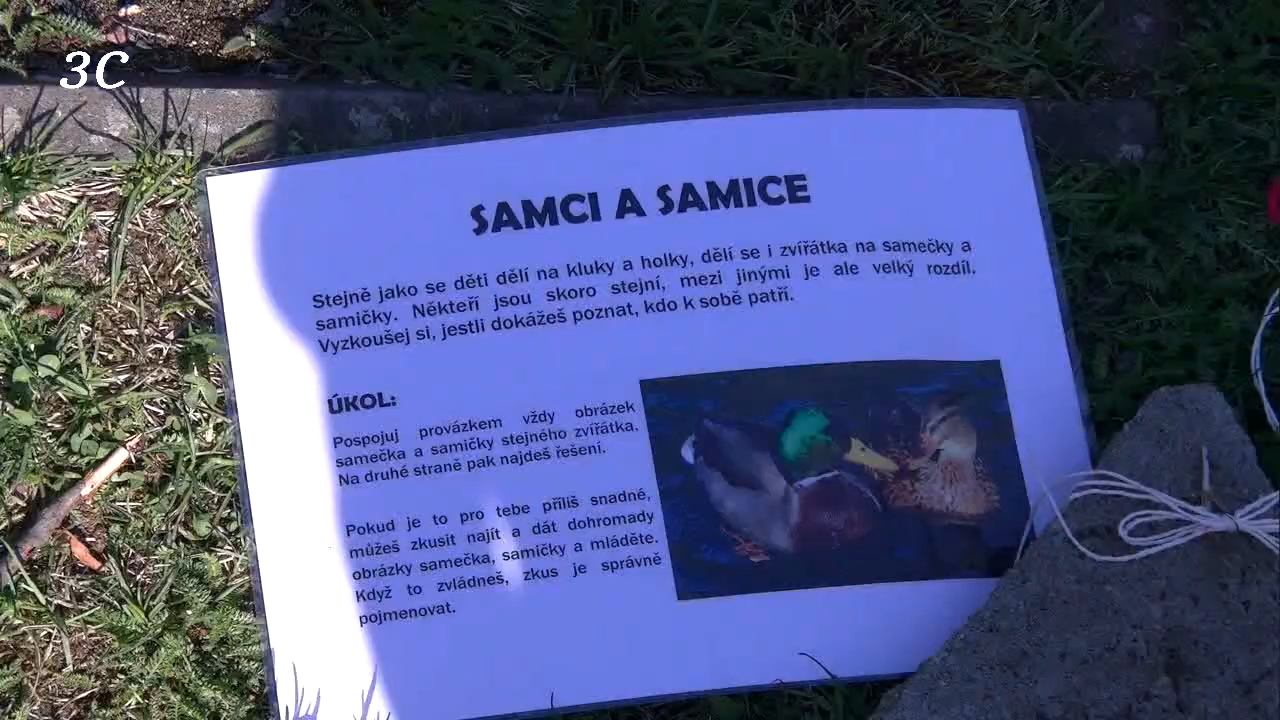 3C
SAMCI A SAMICE
Stejně jako se děti dělí na kluky a holky, dělí se i zvířátka na samečky a
samičky. Někteří jsou skoro stejní, mezi jinými je ale velký rozdíl.
Vyzkoušej si, jestli dokážeš poznat, kdo k sobě patří.
ÚKOL:
Pospojuj provázkem vždy obrázek
samečka a samičky stejného zvířátka.
Na druhé straně pak najdeš řešení.
Pokud je to pro tebe příliš snadné,
můžeš zkusit najít a dát dohromady
obrázky samečka, samičky a mláděte.
Když to zvládneš, zkus je správně
pojmenovat.